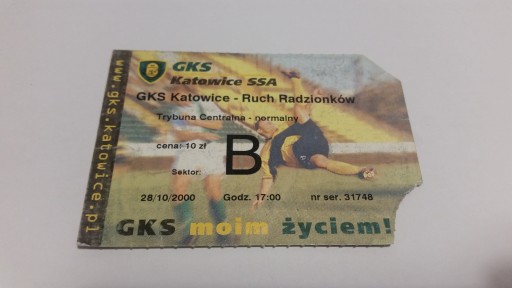 www.gks.katowice.pl
GKS
Katowice SSA
GKS Katowice - Ruch Radzionków
Trybuna Centralna - normalny
cena: 10 zł
Sektor: B
28/10/2000 Godz. 17:00 nr ser. 31748
GKS moim życiem!